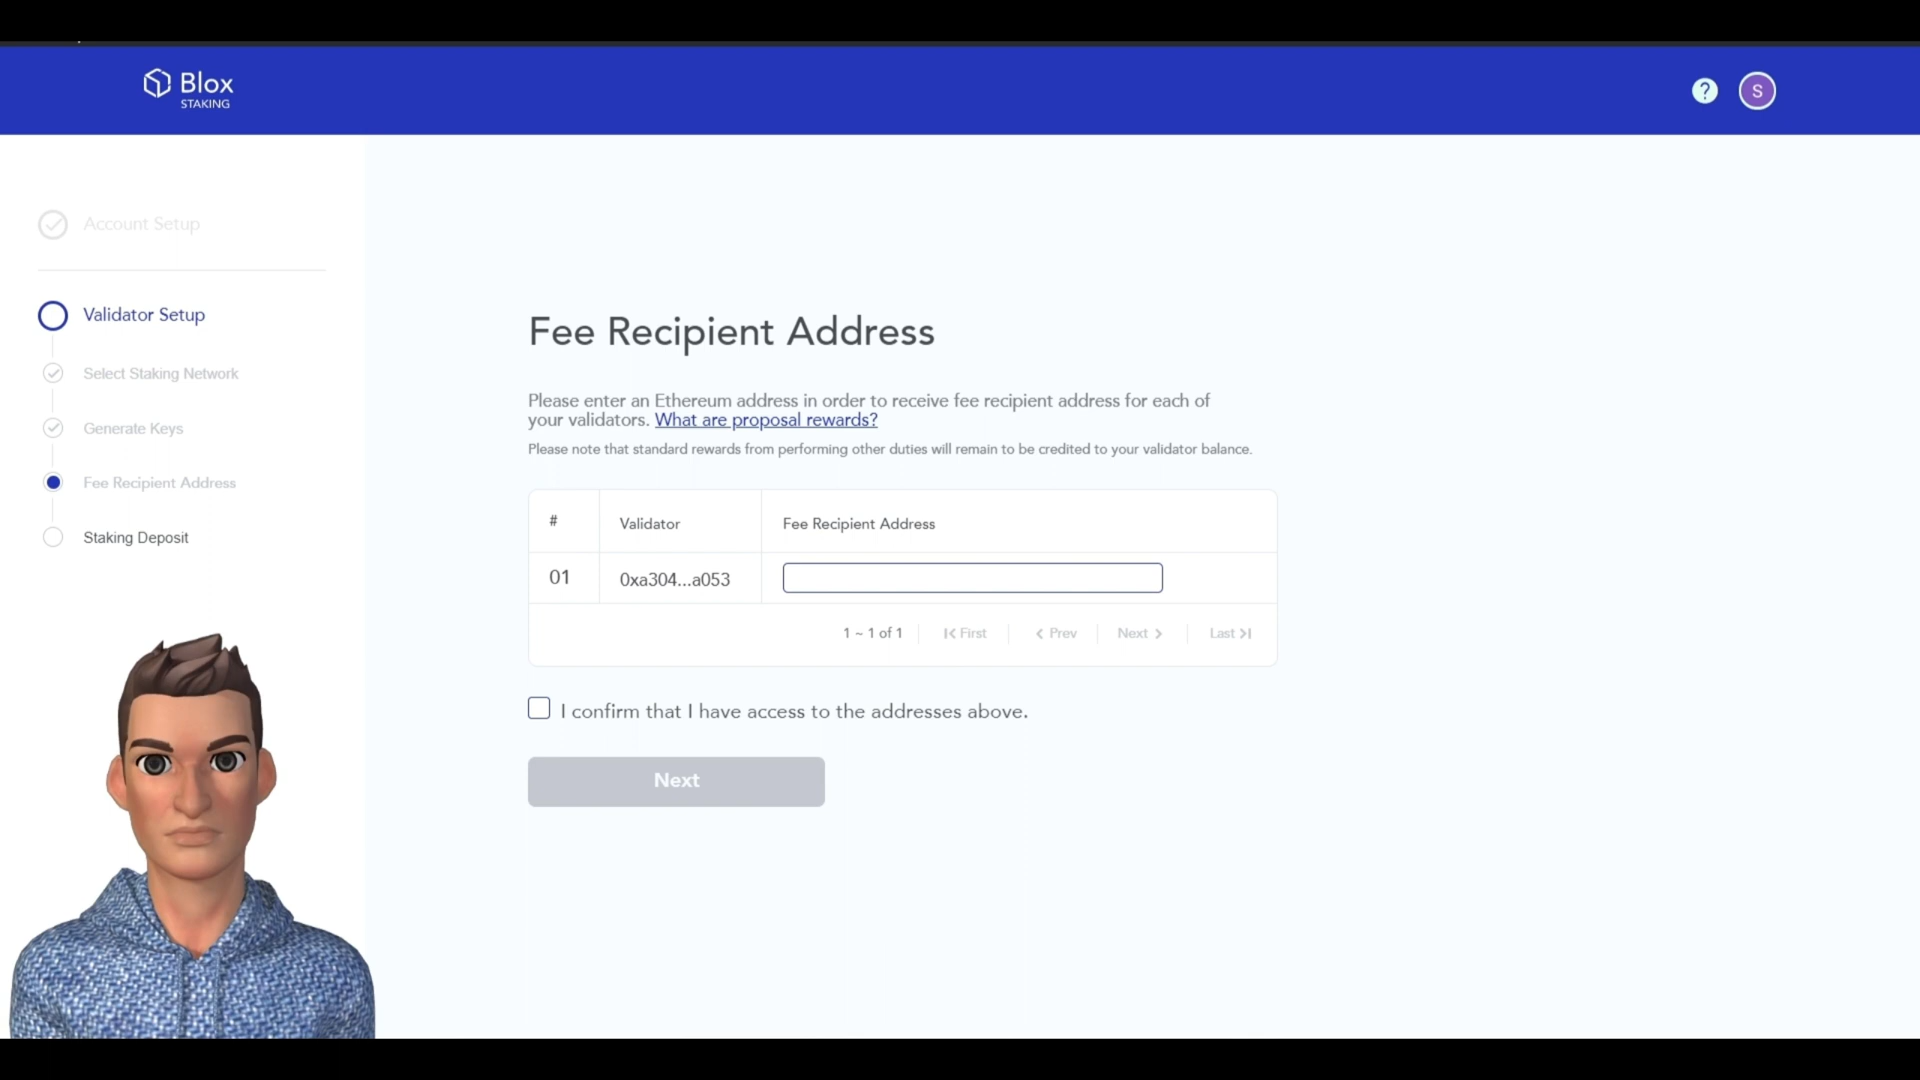 Blox
STAKING
?
S
Account Setup
Validator Setup
Select Staking Network
Generate Keys
Fee Recipient Address
Staking Deposit
Fee Recipient Address
Please enter an Ethereum address in order to receive fee recipient address for each of
your validators. What are proposal rewards?
Please note that standard rewards from performing other duties will remain to be credited to your validator balance.
# Validator Fee Recipient Address
01 0xa304...a053
1 ~ 1 of 1 First Prev Next Last
I confirm that I have access to the addresses above.
Next